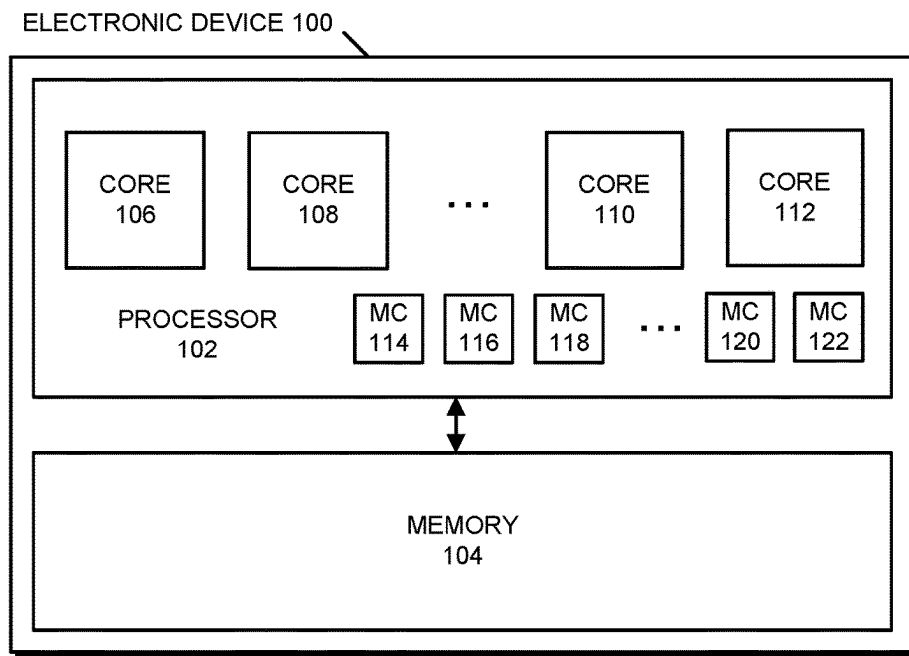 ELECTRONIC DEVICE 100
CORE
106
CORE
108
...
CORE
110
CORE
112
PROCESSOR
102
MC
114
MC
116
MC
118
...
MC
120
MC
122
MEMORY
104